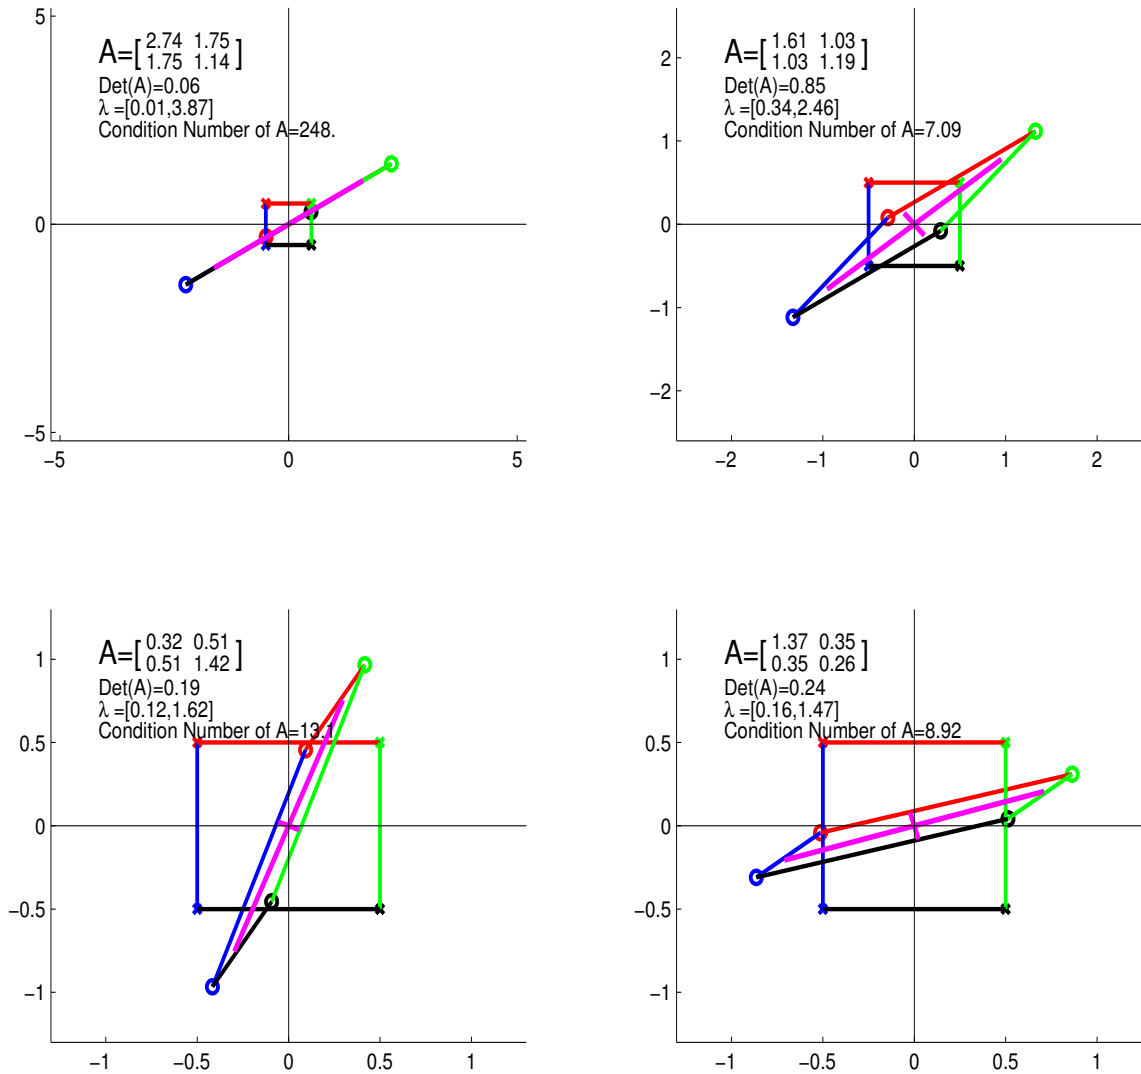 A=[ 2.74 1.75
1.75 1.14 ]
Det(A)=0.06
λ =[0.01,3.87]
Condition Number of A=248.
5
0
−5
−5 0 5
A=[ 1.61 1.03
1.03 1.19 ]
Det(A)=0.85
λ =[0.34,2.46]
Condition Number of A=7.09
2
1
0
−1
−2
−2 −1 0 1 2
A=[ 0.32 0.51
0.51 1.42 ]
Det(A)=0.19
λ =[0.12,1.62]
Condition Number of A=13.1
1
0.5
0
−0.5
−1
−1 −0.5 0 0.5 1
A=[ 1.37 0.35
0.35 0.26 ]
Det(A)=0.24
λ =[0.16,1.47]
Condition Number of A=8.92
1
0.5
0
−0.5
−1
−1 −0.5 0 0.5 1